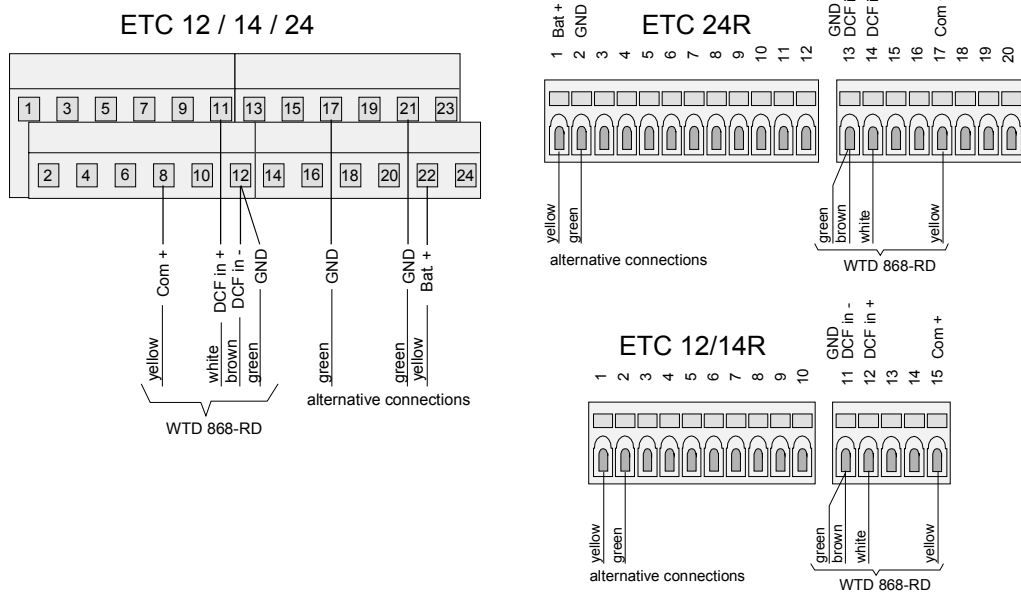 ETC 12 / 14 / 24
1 3 5 7 9 11 13 15 17 19 21 23
2 4 6 8 10 12 14 16 18 20 22 24
Com +
DCF in +
DCF in -
GND
GND
GND
Bat +
yellow
white
brown
green
green
green
yellow
WTD 868-RD
alternative connections
ETC 24R
Bat +
GND
GND
DCF i
DCF i
Com +
1 2 3 4 5 6 7 8 9 10 11 12
13 14 15 16 17 18 19 20
yellow
green
green
brown
white
yellow
alternative connections
WTD 868-RD
ETC 12/14R
GND
DCF in -
DCF in +
Com +
1 2 3 4 5 6 7 8 9 10
11 12 13 14 15
yellow
green
green
brown
white
yellow
alternative connections
WTD 868-RD